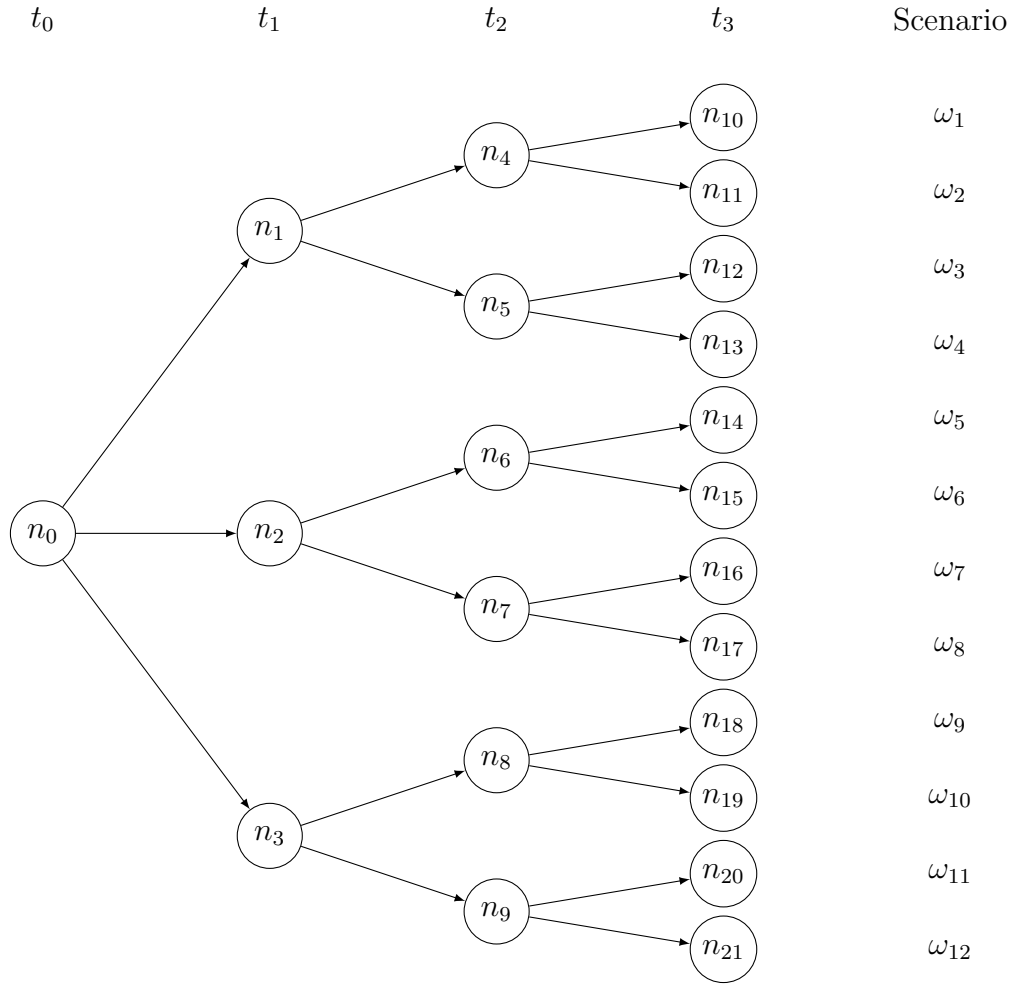 t₀ t₁ t₂ t₃ Scenario
n₁₀ ω₁
n₄
n₁₁ ω₂
n₁
n₁₂ ω₃
n₅
n₁₃ ω₄
n₁₄ ω₅
n₆
n₁₅ ω₆
n₀ n₂
n₁₆ ω₇
n₇
n₁₇ ω₈
n₁₈ ω₉
n₈
n₁₉ ω₁₀
n₃
n₂₀ ω₁₁
n₉
n₂₁ ω₁₂